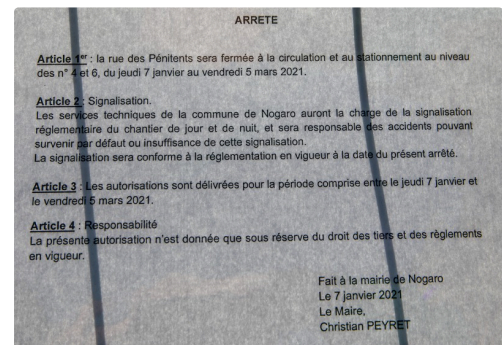 ARRETE
Article 1er : la rue des Pénitents sera fermée à la circulation et au stationnement au niveau
des n° 4 et 6, du jeudi 7 janvier au vendredi 5 mars 2021.
Article 2 : Signalisation.
Les services techniques de la commune de Nogaro auront la charge de la signalisation
réglementaire du chantier de jour et de nuit, et sera responsable des accidents pouvant
survenir par défaut ou insuffisance de cette signalisation.
La signalisation sera conforme à la réglementation en vigueur à la date du présent arrêté.
Article 3 : Les autorisations sont délivrées pour la période comprise entre le jeudi 7 janvier et
le vendredi 5 mars 2021.
Article 4 : Responsabilité
La présente autorisation n'est donnée que sous réserve du droit des tiers et des règlements
en vigueur.
Fait à la mairie de Nogaro
Le 7 janvier 2021
Le Maire,
Christian PEYRET